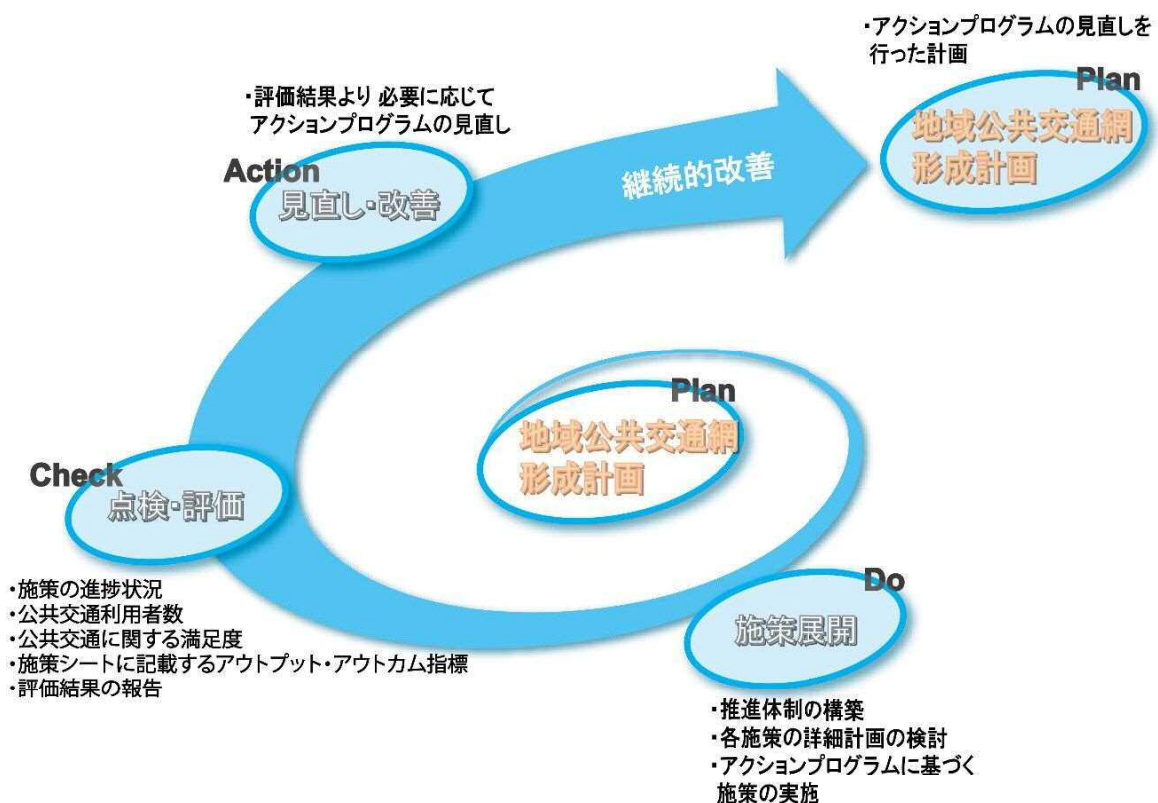 ・アクションプログラムの見直しを
行った計画
Plan
地域公共交通網
形成計画
・評価結果より 必要に応じて
アクションプログラムの見直し
Action
見直し・改善
継続的改善
Plan
地域公共交通網
形成計画
Check
点検・評価
・施策の進捗状況
・公共交通利用者数
・公共交通に関する満足度
・施策シートに記載するアウトプット・アウトカム指標
・評価結果の報告
Do
施策展開
・推進体制の構築
・各施策の詳細計画の検討
・アクションプログラムに基づく
施策の実施